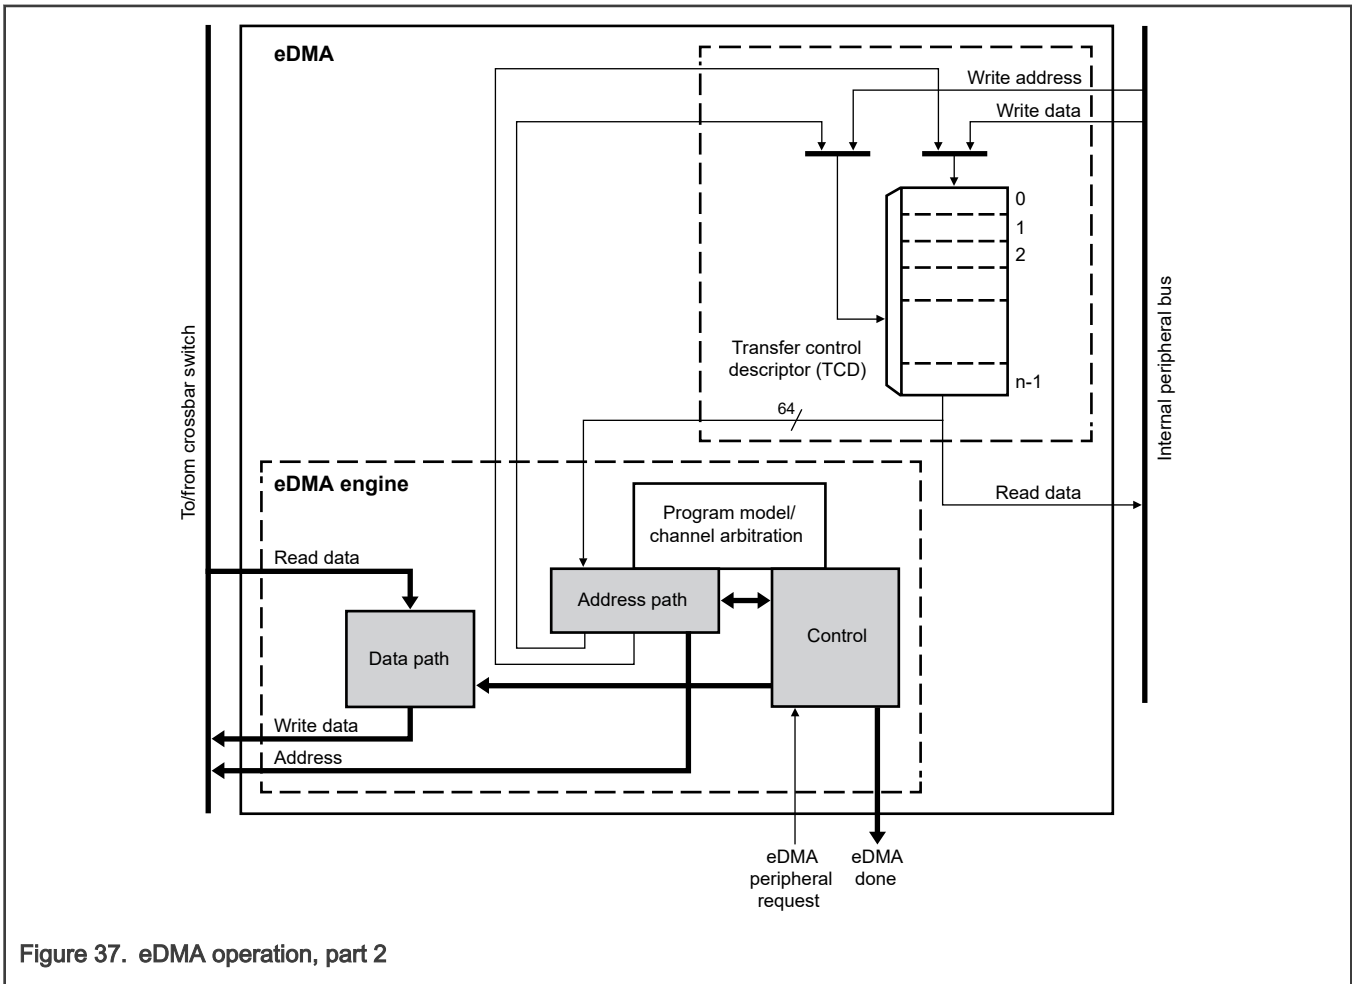 eDMA
Write address
Write data
0
1
2
n-1
Transfer control
descriptor (TCD)
64
To/from crossbar switch
Internal peripheral bus
eDMA engine
Read data
Program model/
channel arbitration
Read data
Address path
Control
Data path
Write data
Address
eDMA
peripheral
request
eDMA
done
Figure 37. eDMA operation, part 2